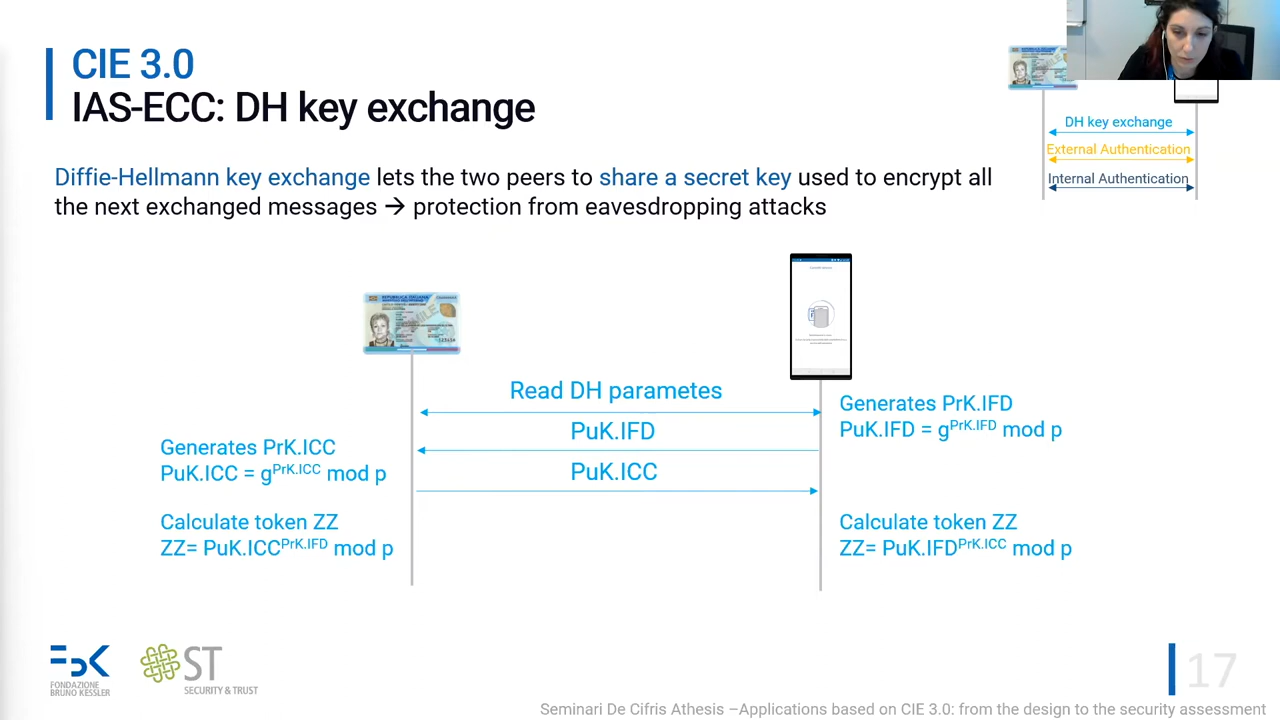 CIE 3.0
IAS-ECC: DH key exchange
DH key exchange
External Authentication
Internal Authentication
Diffie-Hellmann key exchange lets the two peers to share a secret key used to encrypt all
the next exchanged messages → protection from eavesdropping attacks
REPUBBLICA ITALIANA
Read DH parametes
Generates PrK.IFD
PuK.IFD = g^PrK.IFD mod p
PuK.IFD
Generates PrK.ICC
PuK.ICC = g^PrK.ICC mod p
PuK.ICC
Calculate token ZZ
ZZ= PuK.ICC^PrK.IFD mod p
Calculate token ZZ
ZZ= PuK.IFD^PrK.ICC mod p
FBK
FONDAZIONE
BRUNO KESSLER
ST
SECURITY & TRUST
17
Seminari De Cifris Athesis –Applications based on CIE 3.0: from the design to the security assessment